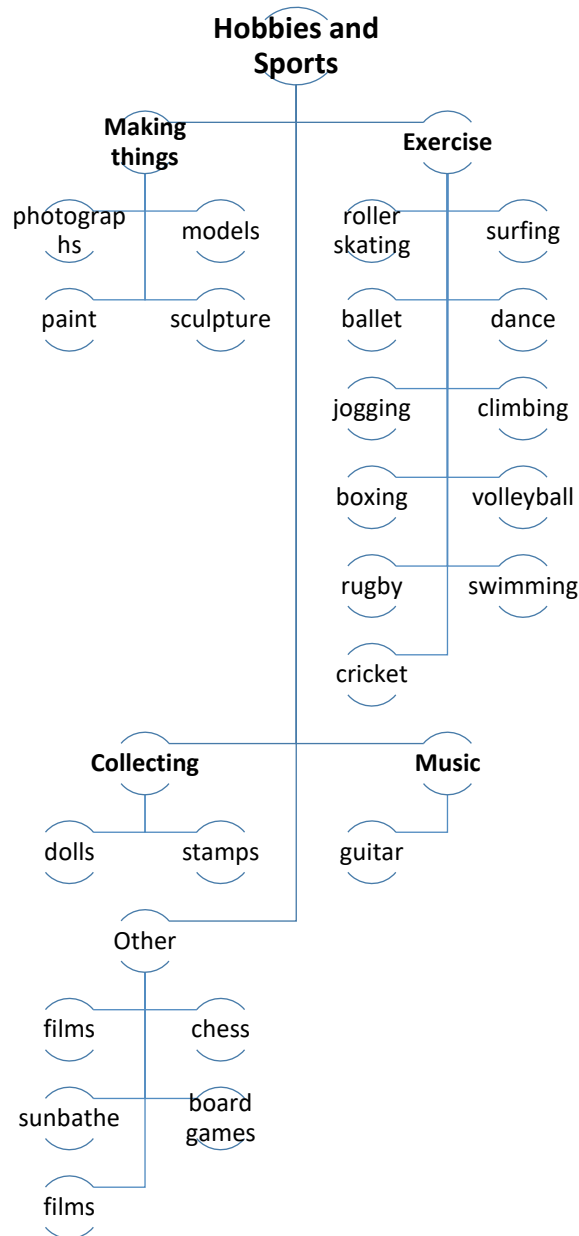 Hobbies and
Sports
Making
things
Exercise
photograp
hs
models
roller
skating
surfing
paint
sculpture
ballet
dance
jogging
climbing
boxing
volleyball
rugby
swimming
cricket
Collecting
Music
dolls
stamps
guitar
Other
films
chess
sunbathe
board
games
films